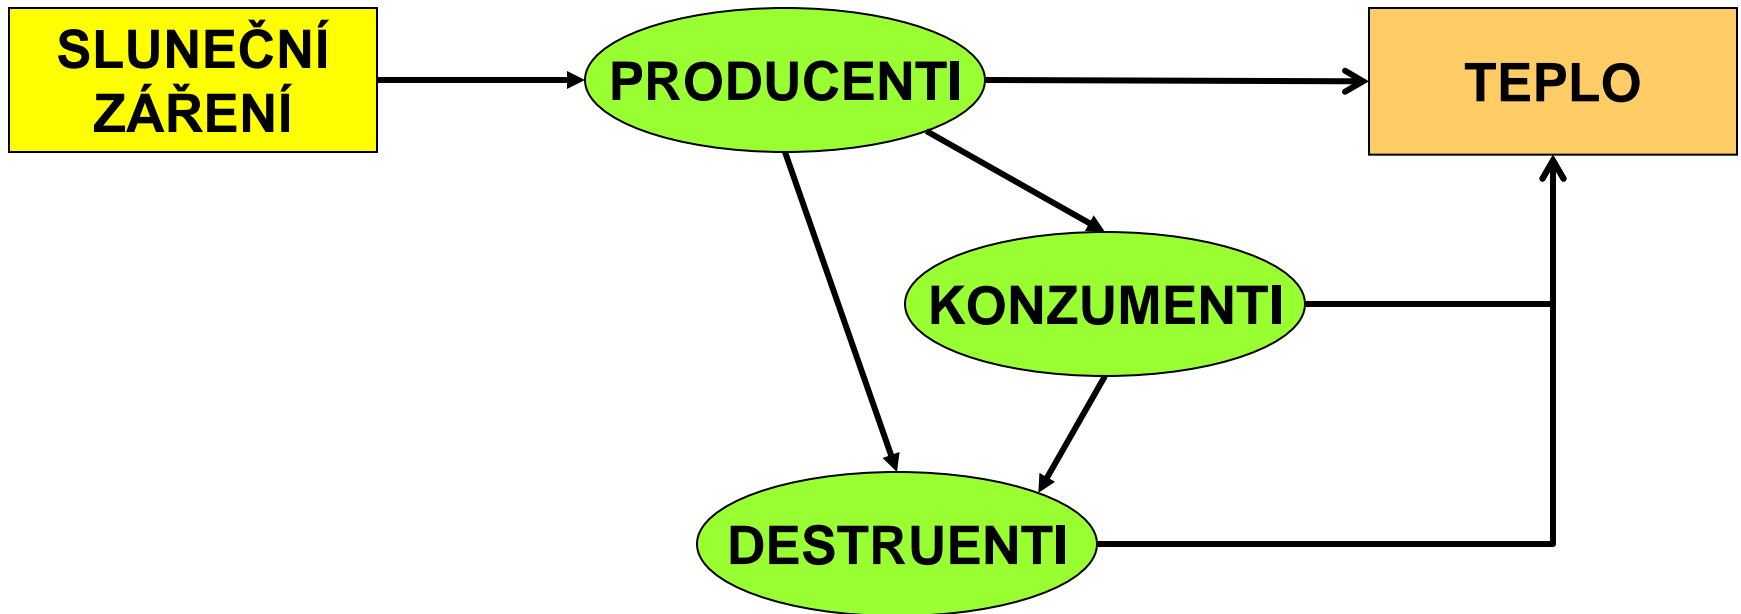 SLUNEČNÍ
ZÁŘENÍ
PRODUCENTI
TEPLO
KONZUMENTI
DESTRUENTI